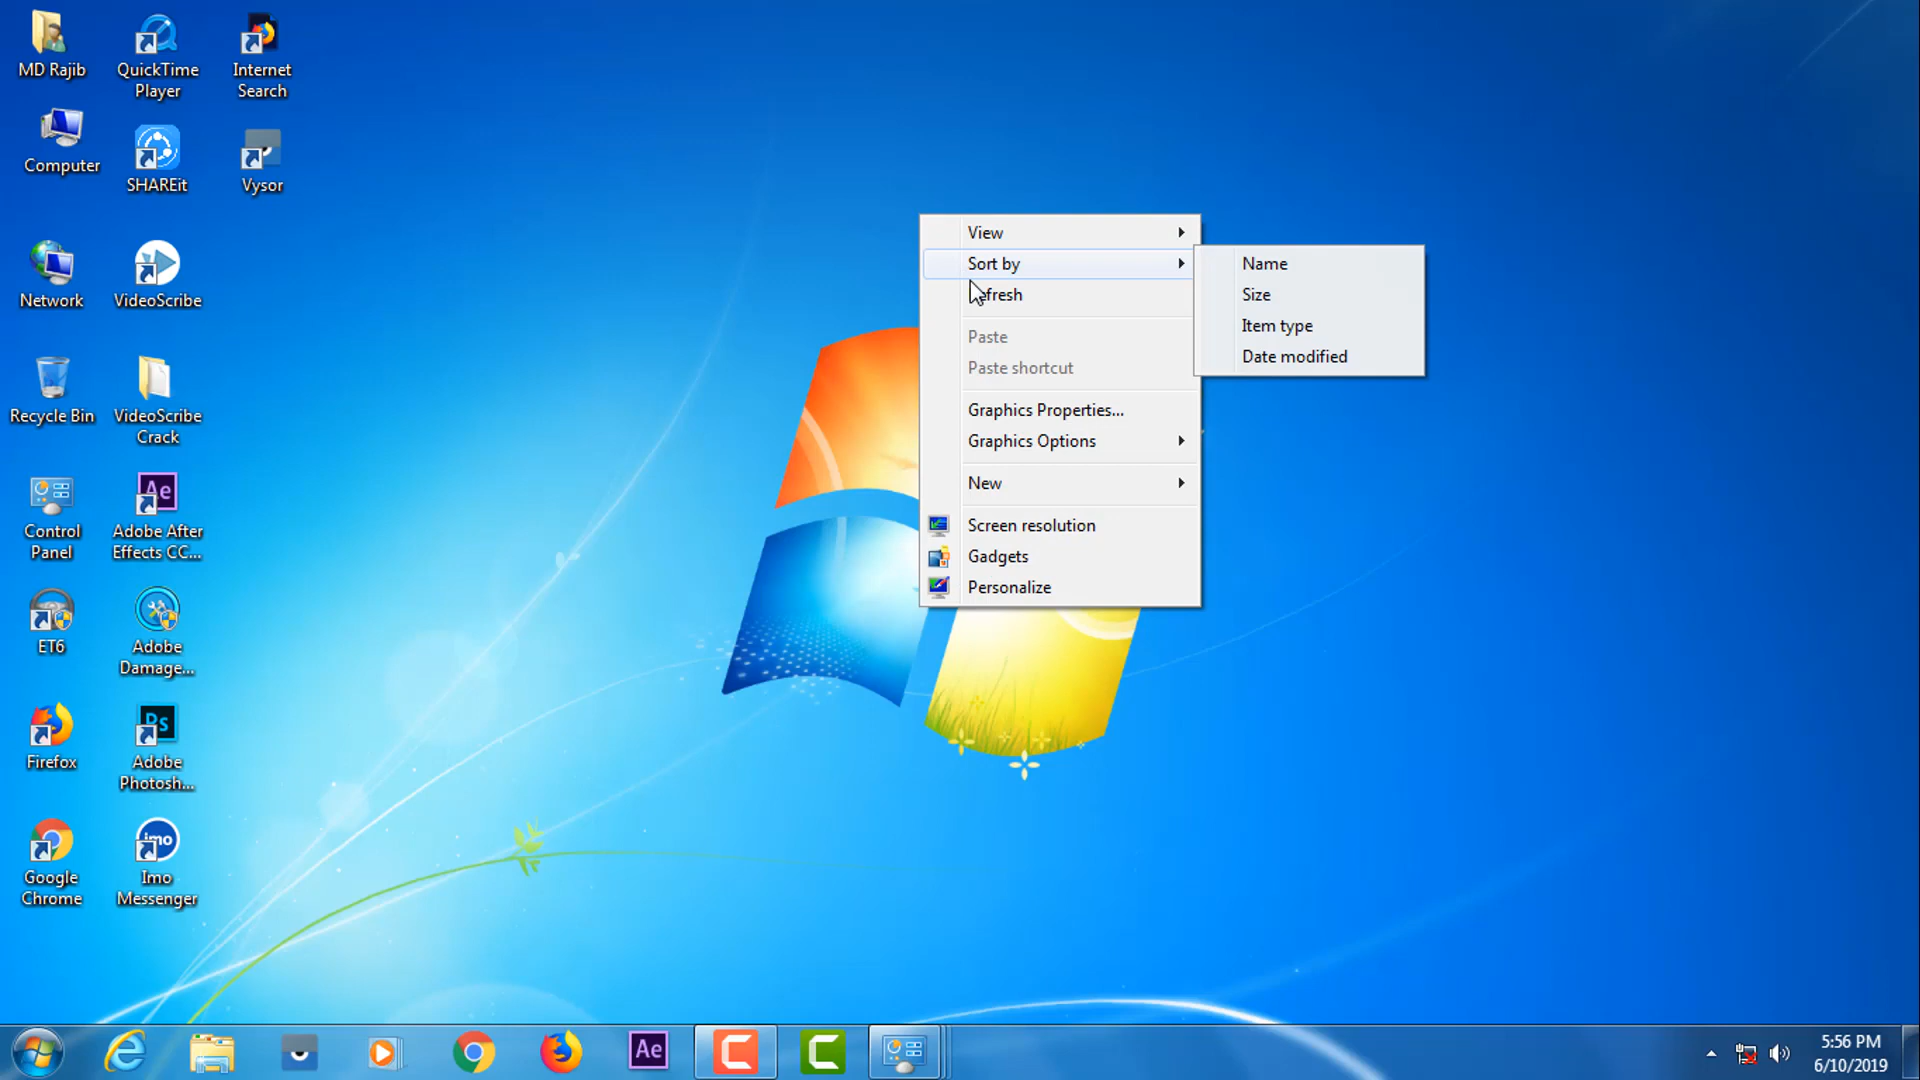 MD Rajib
QuickTime
Player
Internet
Search
Computer
SHAREit
Vysor
Network
VideoScribe
Recycle Bin
VideoScribe
Crack
Control
Panel
Ae
Adobe After
Effects CC...
ET6
Adobe
Damage...
Firefox
Ps
Adobe
Photosh...
Google
Chrome
imo
Imo
Messenger
View
Sort by
Paste
Paste shortcut
Graphics Properties...
Graphics Options
New
Screen resolution
Gadgets
Personalize
Name
Size
Item type
Date modified
Ae
5:56 PM
6/10/2019